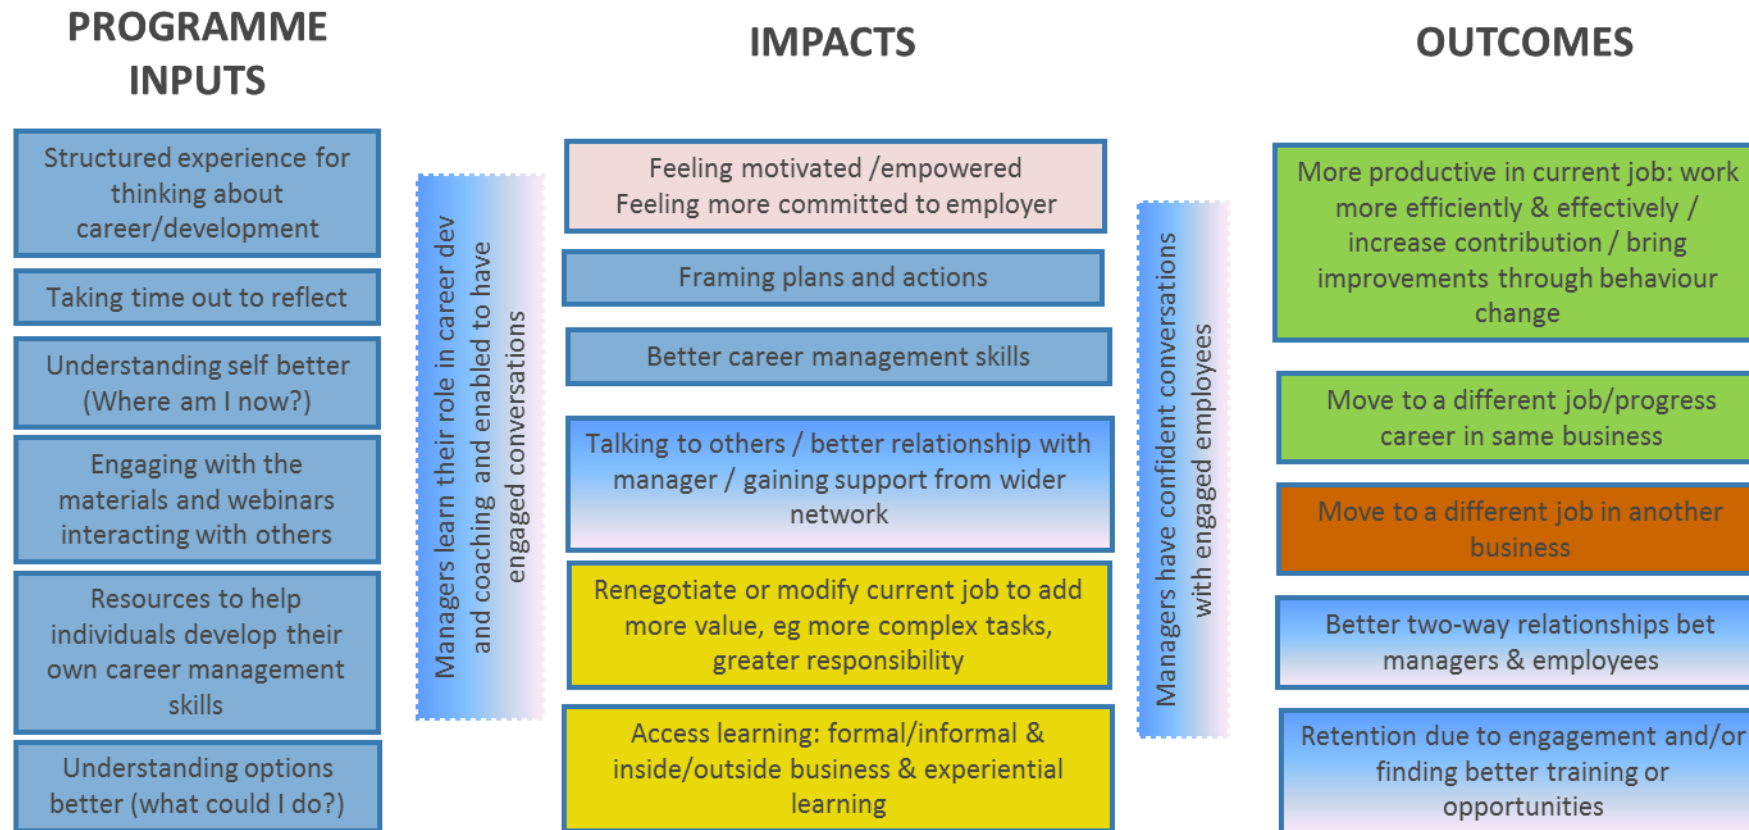 PROGRAMME
INPUTS
Structured experience for
thinking about
career/development
Taking time out to reflect
Understanding self better
(Where am I now?)
Engaging with the
materials and webinars
interacting with others
Resources to help
individuals develop their
own career management
skills
Understanding options
better (what could I do?)
Managers learn their role in career dev
and coaching and enabled to have
engaged conversations
IMPACTS
Feeling motivated /empowered
Feeling more committed to employer
Framing plans and actions
Better career management skills
Talking to others / better relationship with
manager / gaining support from wider
network
Renegotiate or modify current job to add
more value, eg more complex tasks,
greater responsibility
Access learning: formal/informal &
inside/outside business & experiential
learning
Managers have confident conversations
with engaged employees
OUTCOMES
More productive in current job: work
more efficiently & effectively /
increase contribution / bring
improvements through behaviour
change
Move to a different job/progress
career in same business
Move to a different job in another
business
Better two-way relationships bet
managers & employees
Retention due to engagement and/or
finding better training or
opportunities